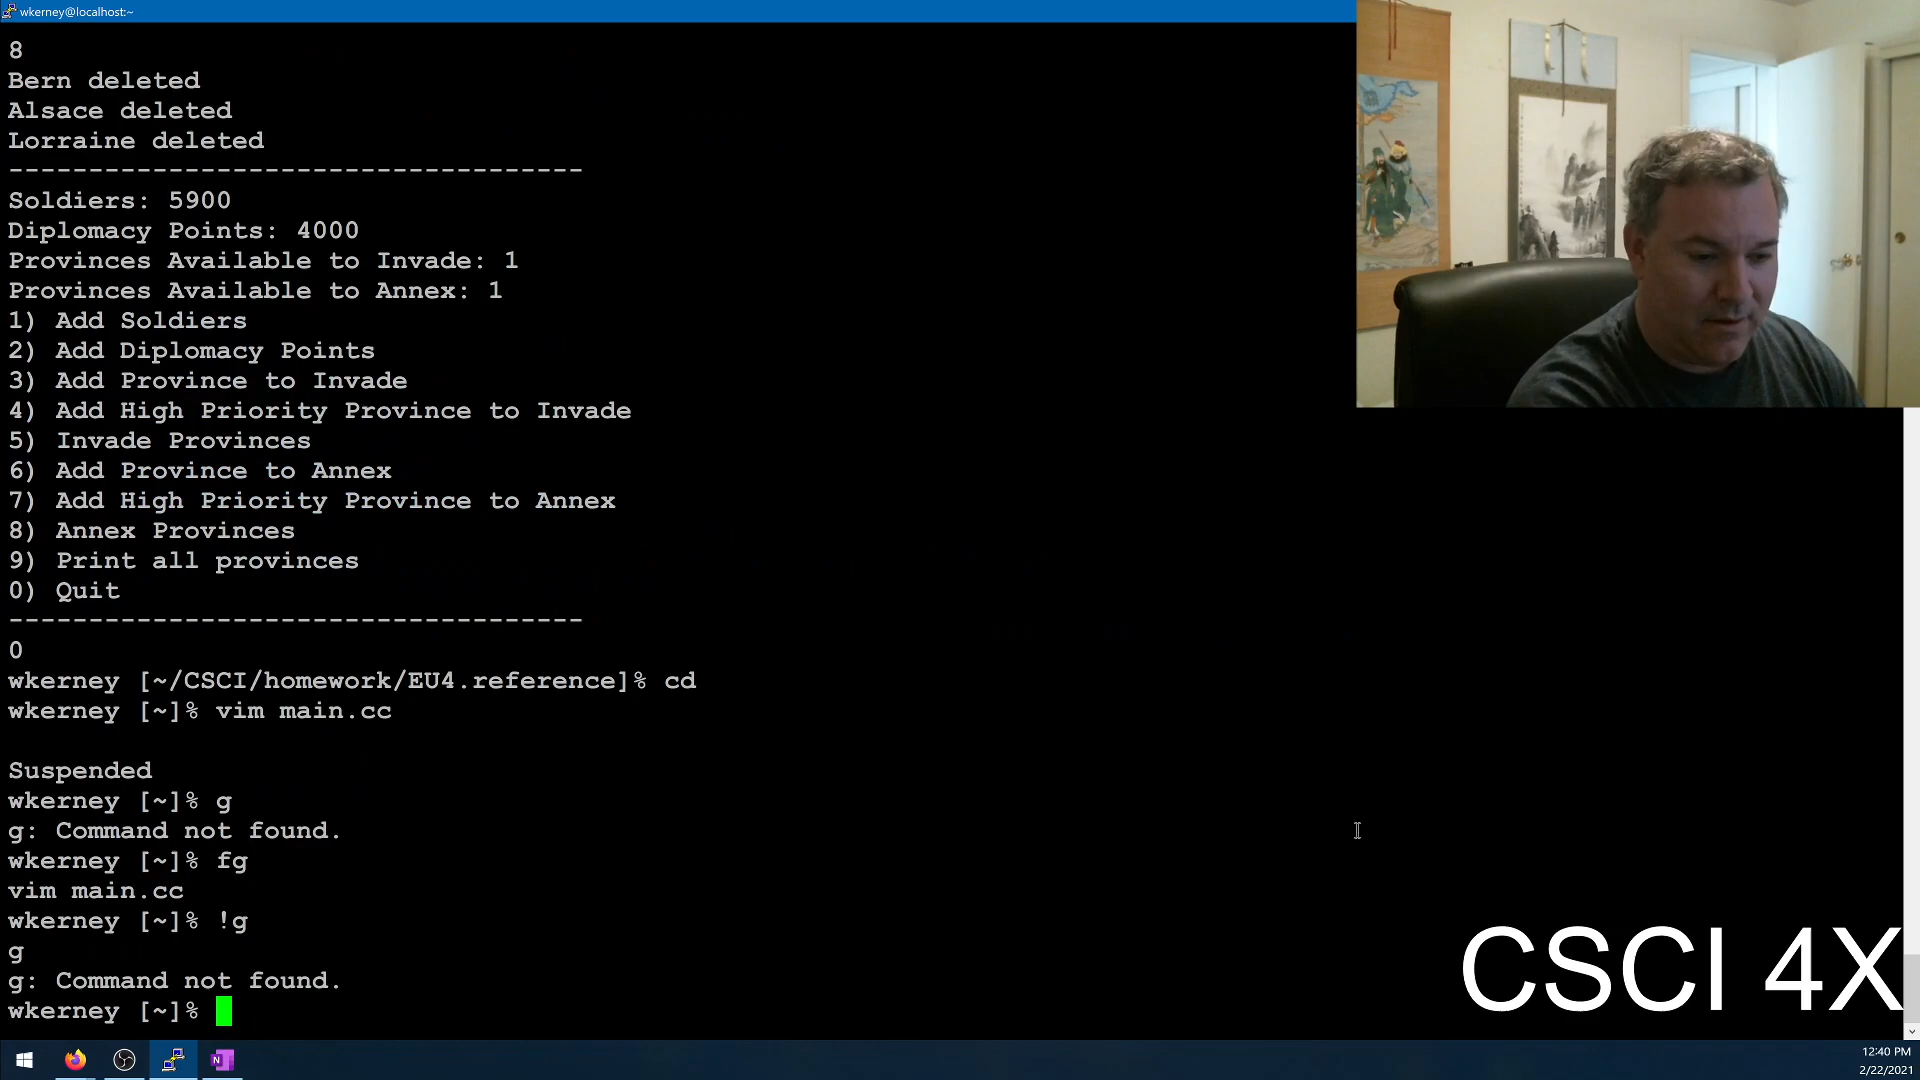 wkerney@localhost:~
8
Bern deleted
Alsace deleted
Lorraine deleted
------------------------------------
Soldiers: 5900
Diplomacy Points: 4000
Provinces Available to Invade: 1
Provinces Available to Annex: 1
1) Add Soldiers
2) Add Diplomacy Points
3) Add Province to Invade
4) Add High Priority Province to Invade
5) Invade Provinces
6) Add Province to Annex
7) Add High Priority Province to Annex
8) Annex Provinces
9) Print all provinces
0) Quit
------------------------------------
0
wkerney [~/CSCI/homework/EU4.reference]% cd
wkerney [~]% vim main.cc
Suspended
wkerney [~]% g
g: Command not found.
wkerney [~]% fg
vim main.cc
wkerney [~]% !g
g
g: Command not found.
wkerney [~]%
CSCI 4X
N
12:40 PM
2/22/2021